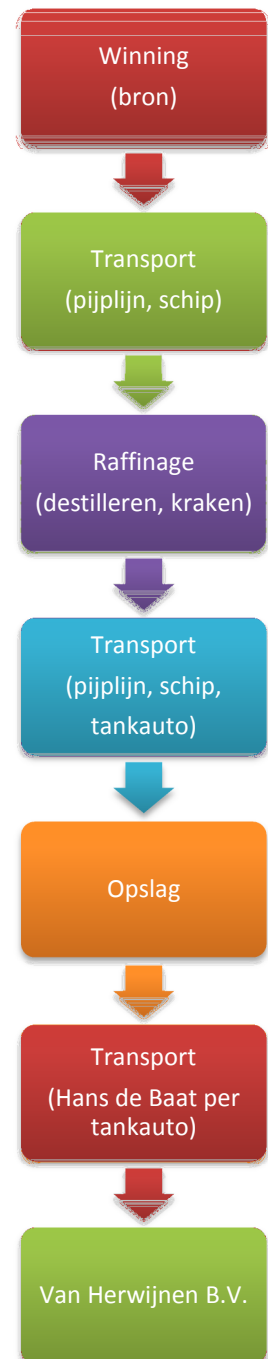 Winning
(bron)
Transport
(pijplijn, schip)
Raffinage
(destilleren, kraken)
Transport
(pijplijn, schip,
tankauto)
Opslag
Transport
(Hans de Baat per
tankauto)
Van Herwijnen B.V.